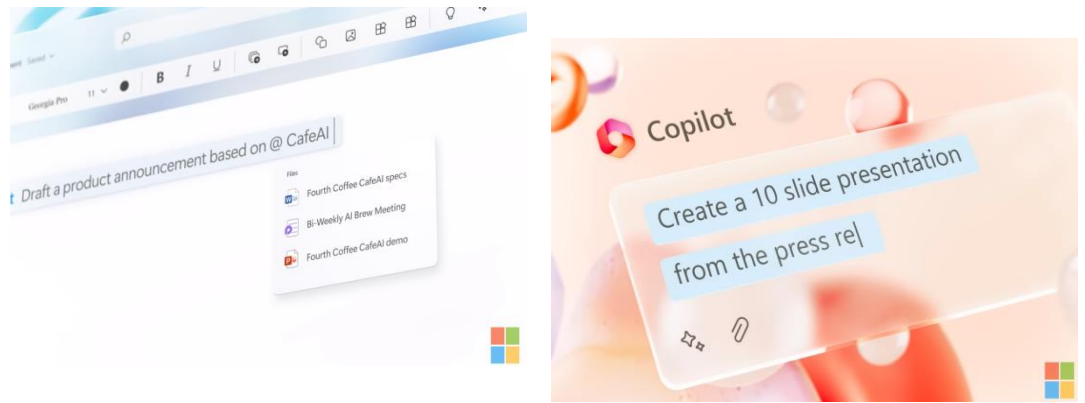 Saved
Georgia Pro 11 B I U
Draft a product announcement based on @ CafeAI
Files
Fourth Coffee CafeAI specs
Bi-Weekly AI Brew Meeting
Fourth Coffee CafeAI demo
Copilot
Create a 10 slide presentation
from the press re